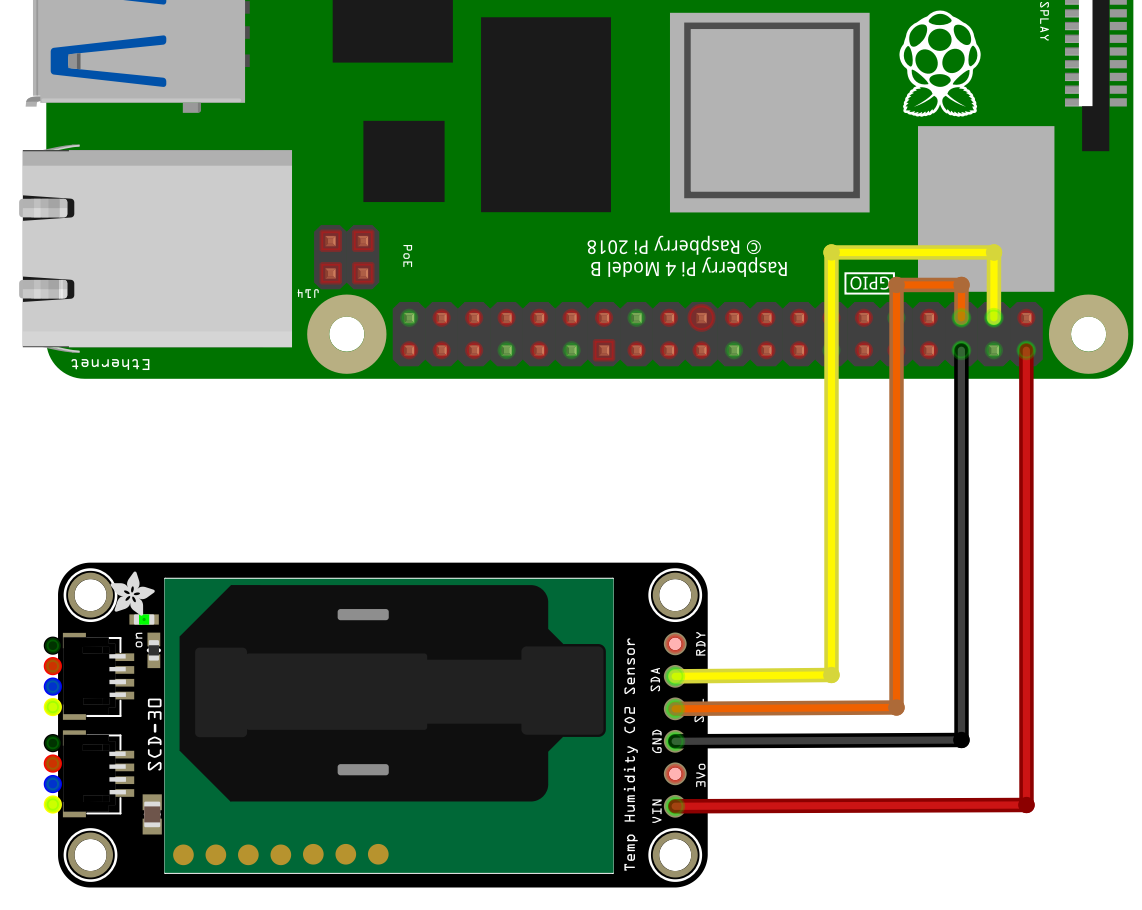 SPLAY
PoE
© Raspberry Pi 2018
Raspberry Pi 4 Model B
GPIO
J14
Ethernet
on
SCD-30
Temp Humidity CO2 Sensor
RDY
SDA
GND
3Vo
VIN